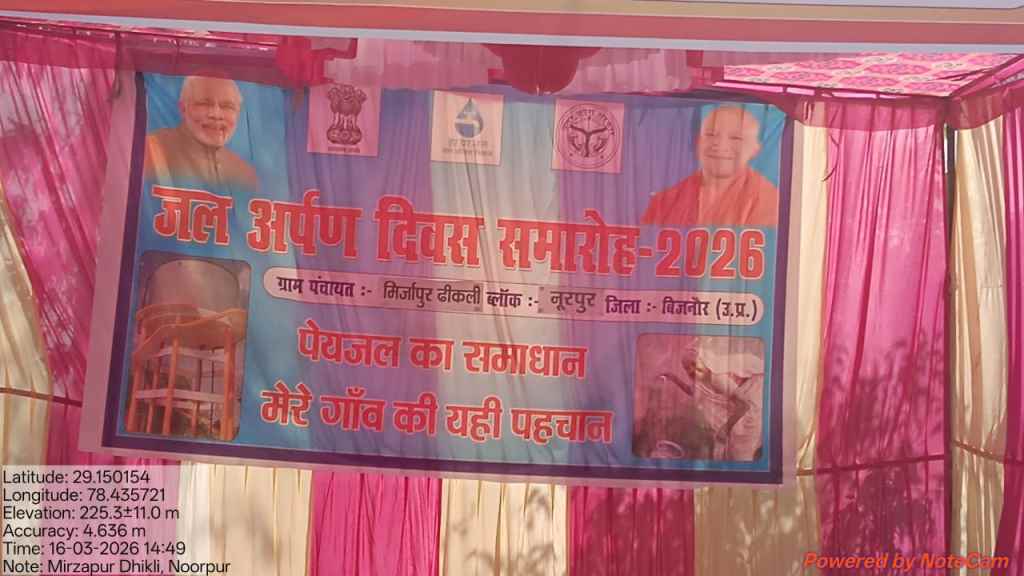 जल अर्पण दिवस समारोह-2026
ग्राम पंचायत :- मिर्जापुर ढीकली ब्लॉक :- नूरपुर जिला :- बिजनोर (उ.प्र.)
पेयजल का समाधान
मेरे गाँव की यही पहचान
Latitude: 29.150154
Longitude: 78.435721
Elevation: 225.3±11.0 m
Accuracy: 4.636 m
Time: 16-03-2026 14:49
Note: Mirzapur Dhikli, Noorpur
Powered by NoteCam